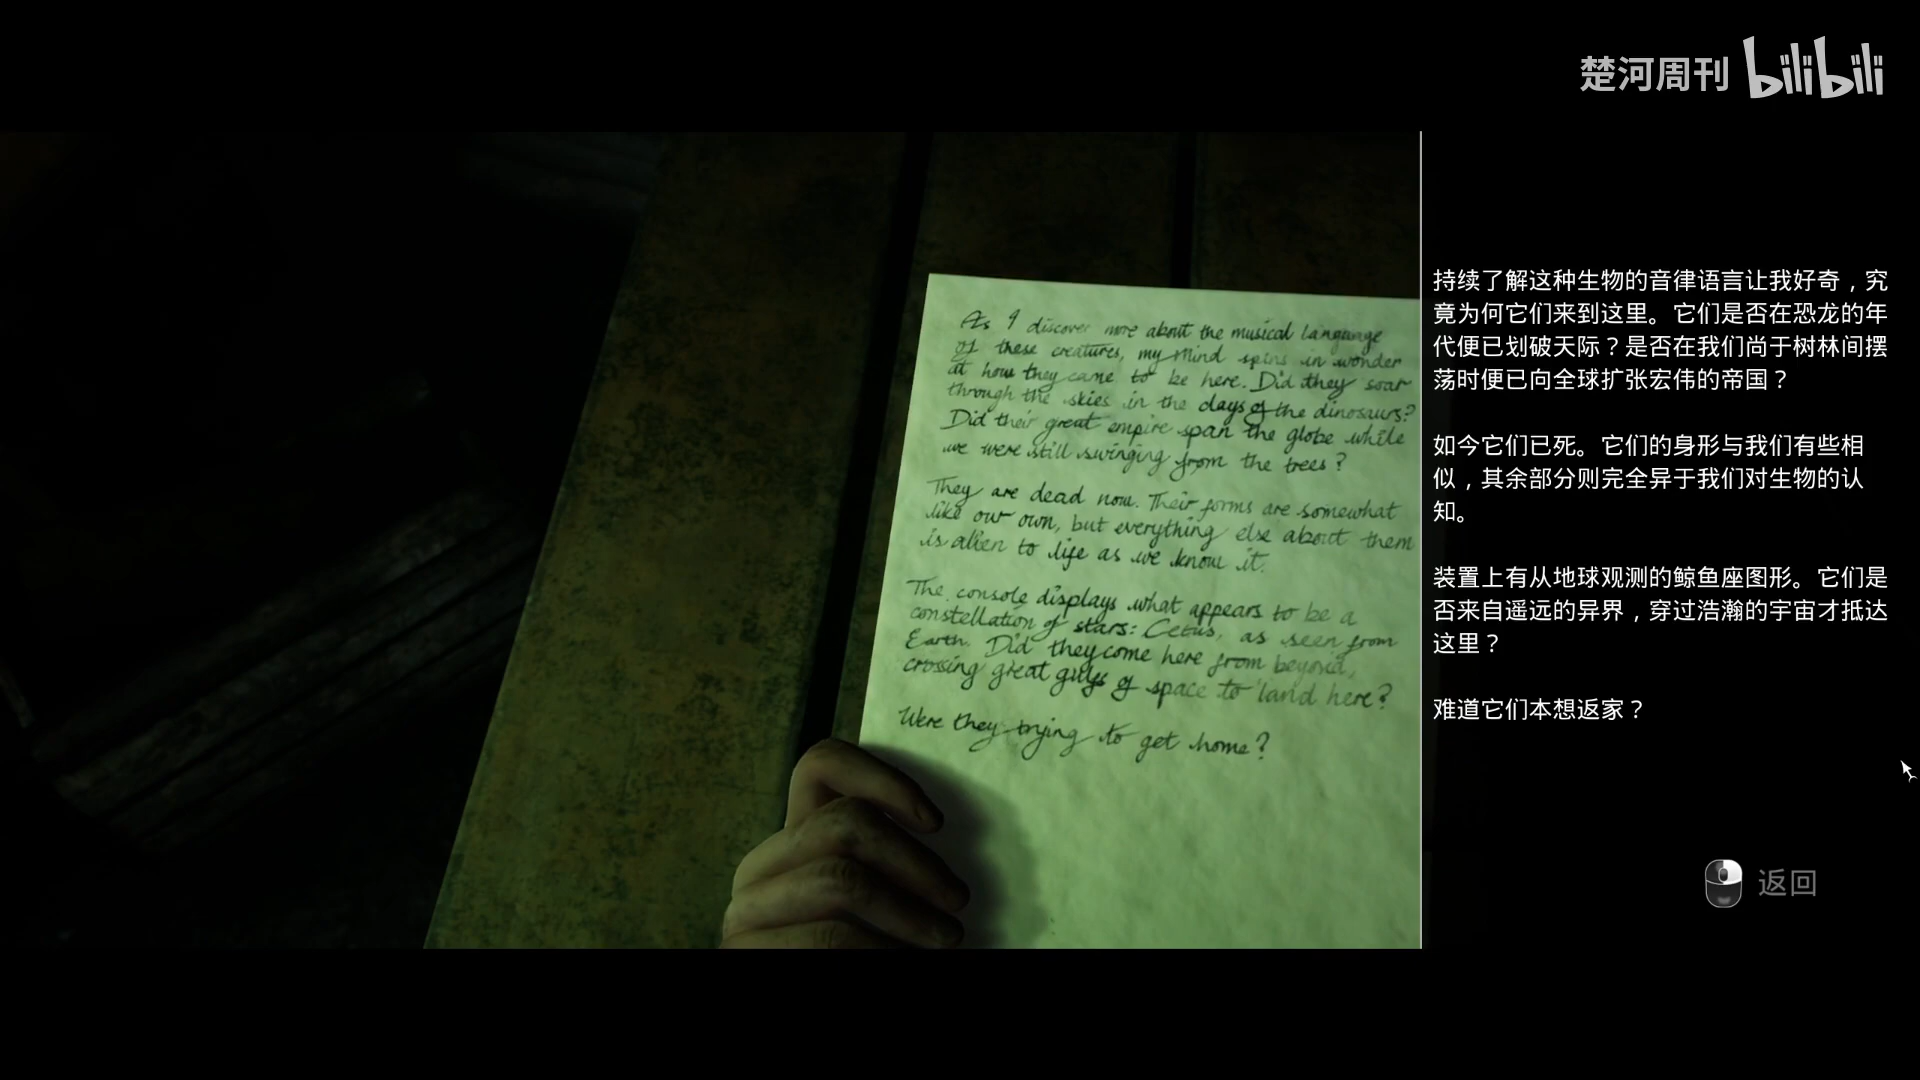 楚河周刊 bilibili
As I discover more about the musical language
of these creatures, my mind spins in wonder
at how they came to be here. Did they soar
through the skies in the days of the dinosaurs?
Did their great empire span the globe while
we were still swinging from the trees?
They are dead now. Their forms are somewhat
like our own, but everything else about them
is alien to life as we know it.
The console displays what appears to be a
constellation of stars: Cetus, as seen from
Earth. Did they come here from beyond,
crossing great gulfs of space to land here?
Were they trying to get home?
持续了解这种生物的音律语言让我好奇，究
竟为何它们来到这里。它们是否在恐龙的年
代便已划破天际？是否在我们尚于树林间摆
荡时便已向全球扩张宏伟的帝国？
如今它们已死。它们的身形与我们有些相
似，其余部分则完全异于我们对生物的认
知。
装置上有从地球观测的鲸鱼座图形。它们是
否来自遥远的异界，穿过浩瀚的宇宙才抵达
这里？
难道它们本想返家？
返回